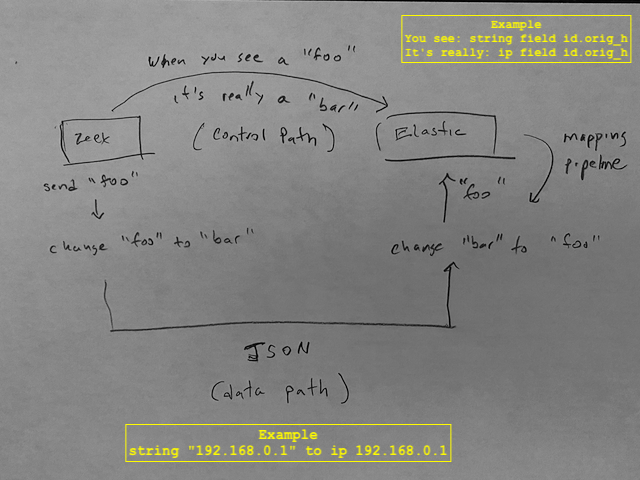 Example
You see: string field id.orig_h
It's really: ip field id.orig_h
When you see a "foo"
it's really a "bar"
Zeek
(Control Path)
Elastic
mapping
pipeline
send "foo"
"foo"
change "foo" to "bar"
change "bar" to "foo"
JSON
(data path)
Example
string "192.168.0.1" to ip 192.168.0.1